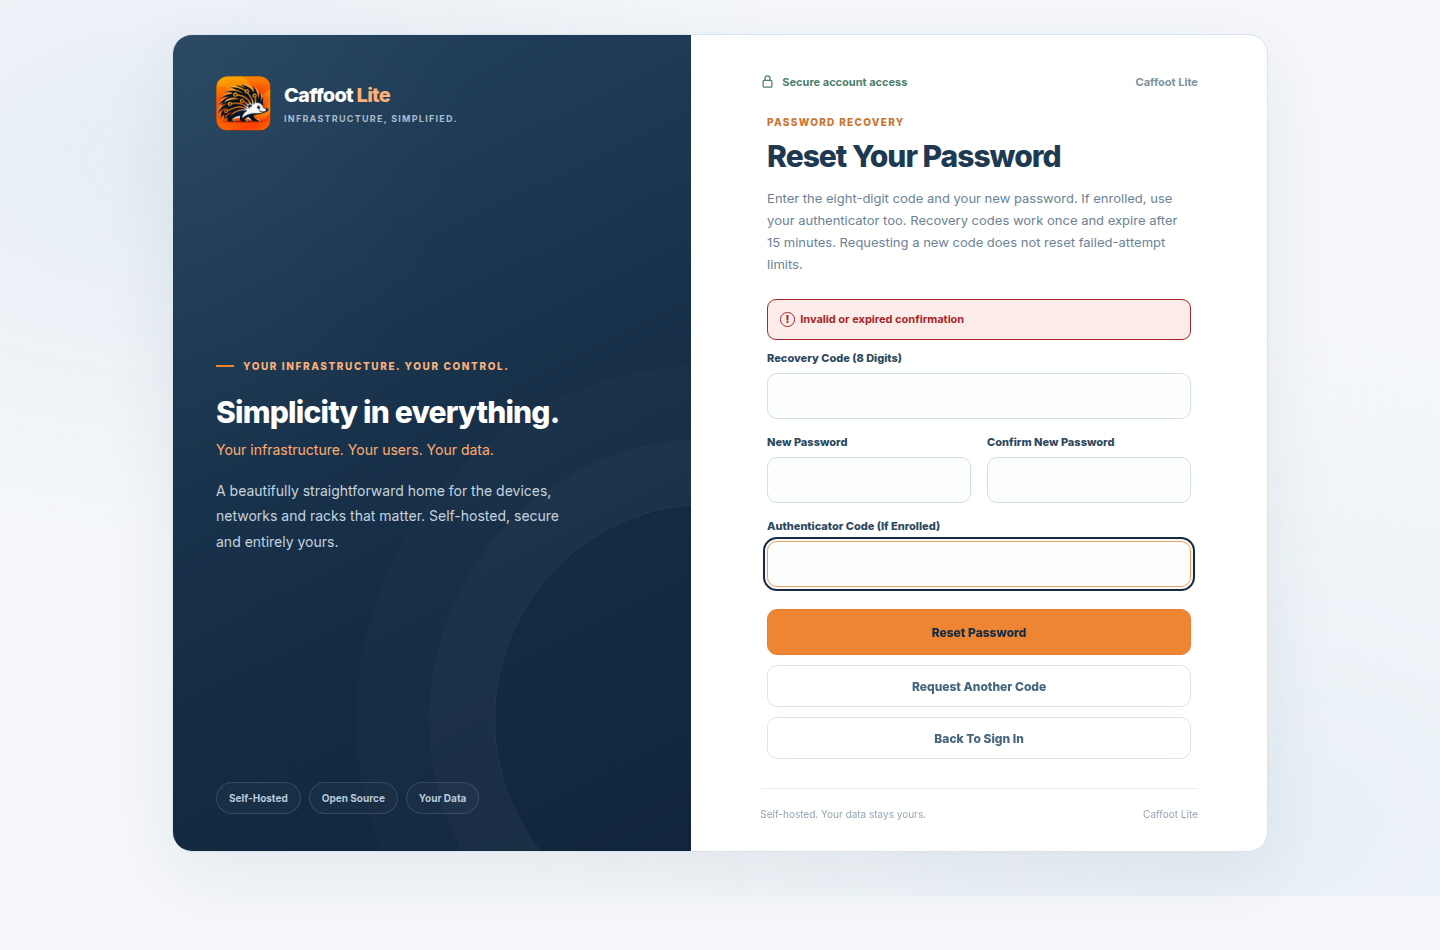 Caffoot Lite
INFRASTRUCTURE, SIMPLIFIED.
YOUR INFRASTRUCTURE. YOUR CONTROL.
Simplicity in everything.
Your infrastructure. Your users. Your data.
A beautifully straightforward home for the devices,
networks and racks that matter. Self-hosted, secure
and entirely yours.
Self-Hosted
Open Source
Your Data
Secure account access
Caffoot Lite
PASSWORD RECOVERY
Reset Your Password
Enter the eight-digit code and your new password. If enrolled, use
your authenticator too. Recovery codes work once and expire after
15 minutes. Requesting a new code does not reset failed-attempt
limits.
Invalid or expired confirmation
Recovery Code (8 Digits)
New Password
Confirm New Password
Authenticator Code (If Enrolled)
Reset Password
Request Another Code
Back To Sign In
Self-hosted. Your data stays yours.
Caffoot Lite